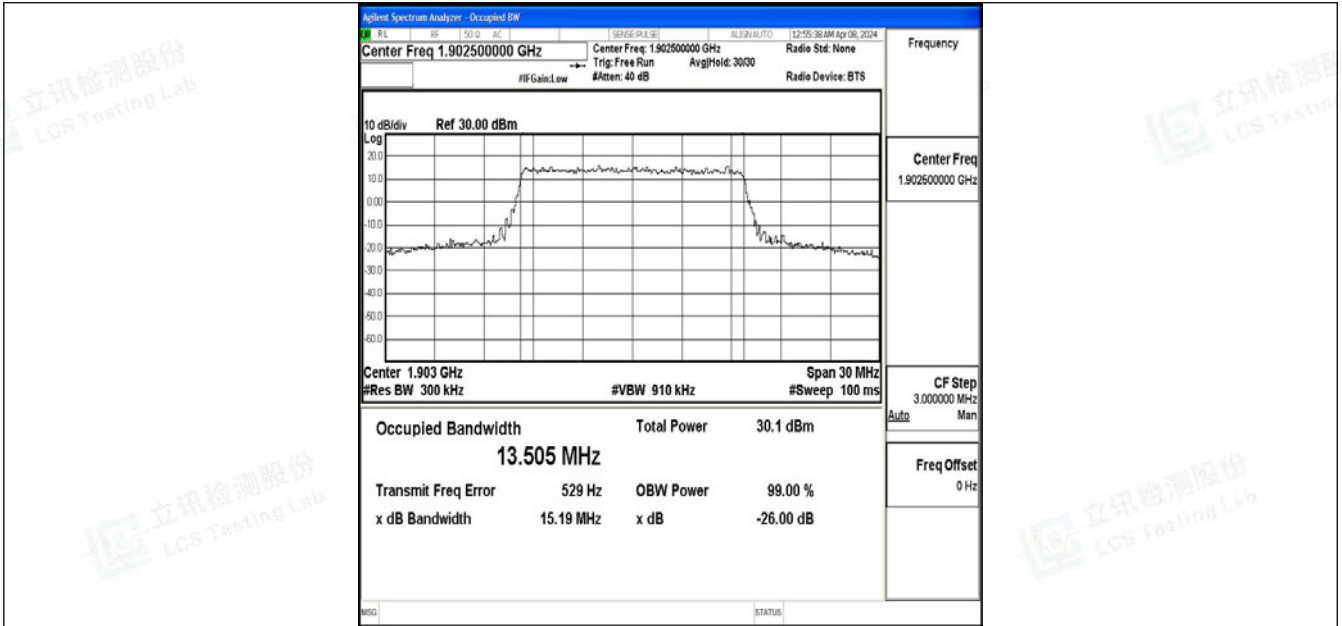 Agilent Spectrum Analyzer - Occupied BW
RL RF 50 Ω AC SENSE:PULSE ALIGNAUTO 12:55:38 AM Apr 08, 2024
Center Freq 1.902500000 GHz
Center Freq: 1.902500000 GHz
Radio Std: None
Trig: Free Run Avg|Hold: 30/30
#IFGain:Low #Atten: 40 dB
Radio Device: BTS
10 dB/div Ref 30.00 dBm
Log
20.0
10.0
0.00
-10.0
-20.0
-30.0
-40.0
-50.0
-60.0
Center 1.903 GHz Span 30 MHz
#Res BW 300 kHz #VBW 910 kHz #Sweep 100 ms
Occupied Bandwidth Total Power 30.1 dBm
13.505 MHz
Transmit Freq Error 529 Hz OBW Power 99.00 %
x dB Bandwidth 15.19 MHz x dB -26.00 dB
MSG STATUS
Frequency
Center Freq
1.902500000 GHz
CF Step
3.000000 MHz
Auto Man
Freq Offset
0 Hz
立讯检测股份
LCS Testing Lab
立讯检测股
LCS Testing
立讯检测股份
LCS Testing Lab
立讯检测股份
LCS Testing Lab